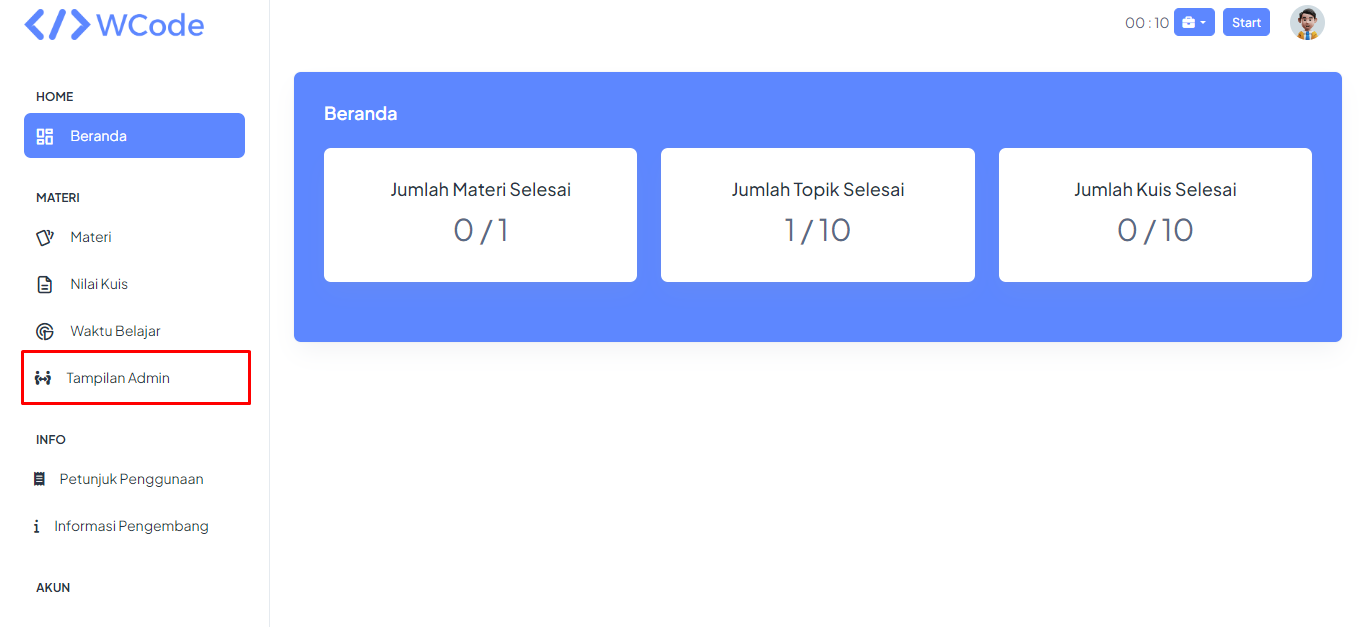 </> WCode
HOME
Beranda
MATERI
Materi
Nilai Kuis
Waktu Belajar
Tampilan Admin
INFO
Petunjuk Penggunaan
Informasi Pengembang
AKUN
00 : 10
Start
Beranda
Jumlah Materi Selesai
0 / 1
Jumlah Topik Selesai
1 / 10
Jumlah Kuis Selesai
0 / 10